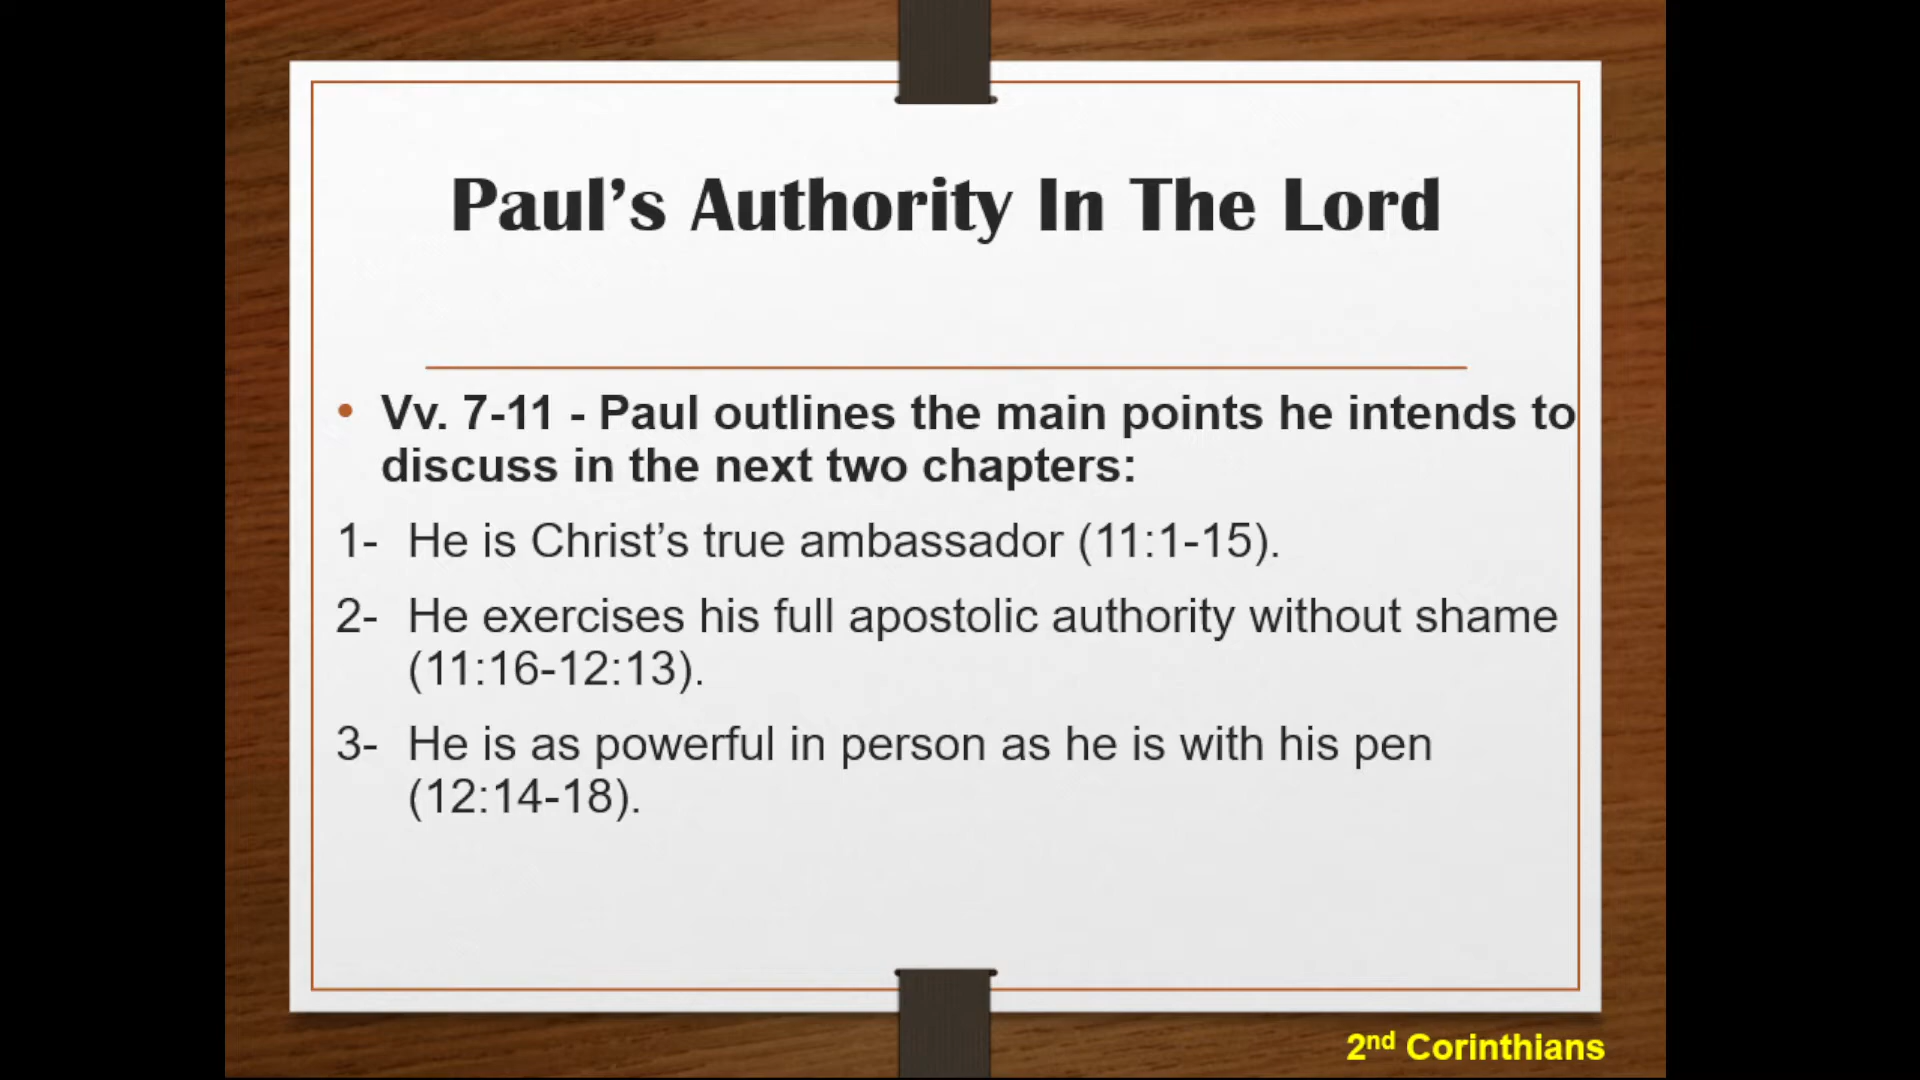 Paul’s Authority In The Lord
• Vv. 7-11 - Paul outlines the main points he intends to
discuss in the next two chapters:
1- He is Christ’s true ambassador (11:1-15).
2- He exercises his full apostolic authority without shame
(11:16-12:13).
3- He is as powerful in person as he is with his pen
(12:14-18).
2nd Corinthians